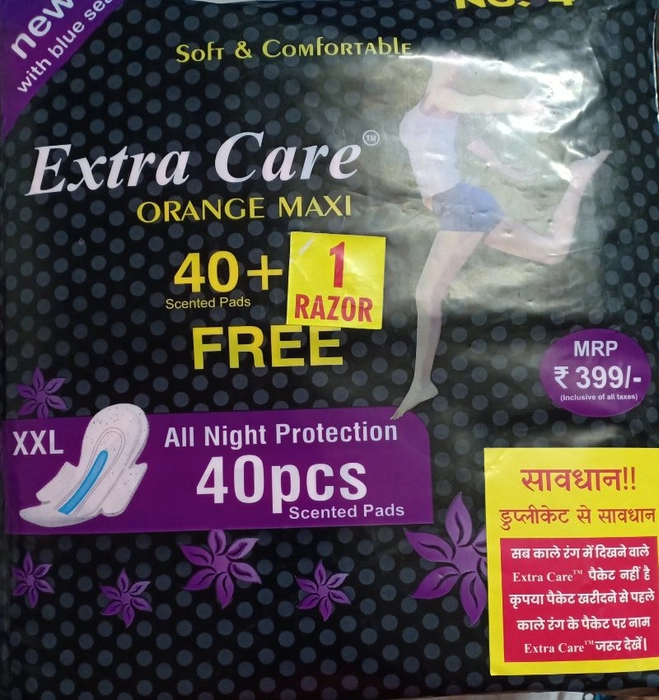 new
with blue
No. 4
Soft & Comfortable
Extra Care™
ORANGE MAXI
40+
Scented Pads
1
RAZOR
FREE
MRP
₹ 399/-
(Inclusive of all taxes)
XXL
All Night Protection
40pcs
Scented Pads
सावधान!!
डुप्लीकेट से सावधान
सब काले रंग में दिखने वाले
Extra Care™ पैकेट नहीं है
कृपया पैकेट खरीदने से पहले
काले रंग के पैकेट पर नाम
Extra Care™ जरूर देखें।